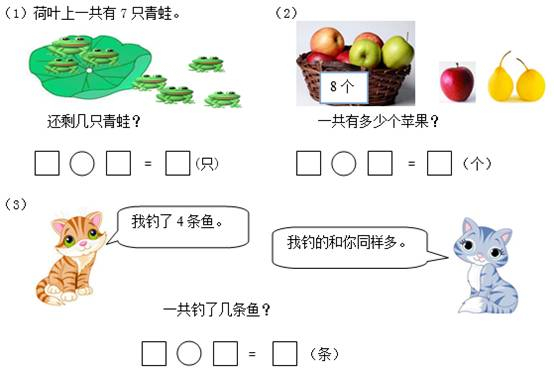 （1）荷叶上一共有 7 只青蛙。
还剩几只青蛙？
□○□ = □(只)
（2）
8 个
一共有多少个苹果？
□○□ = □（个）
（3）
我钓了 4 条鱼。
我钓的和你同样多。
一共钓了几条鱼？
□○□ = □（条）